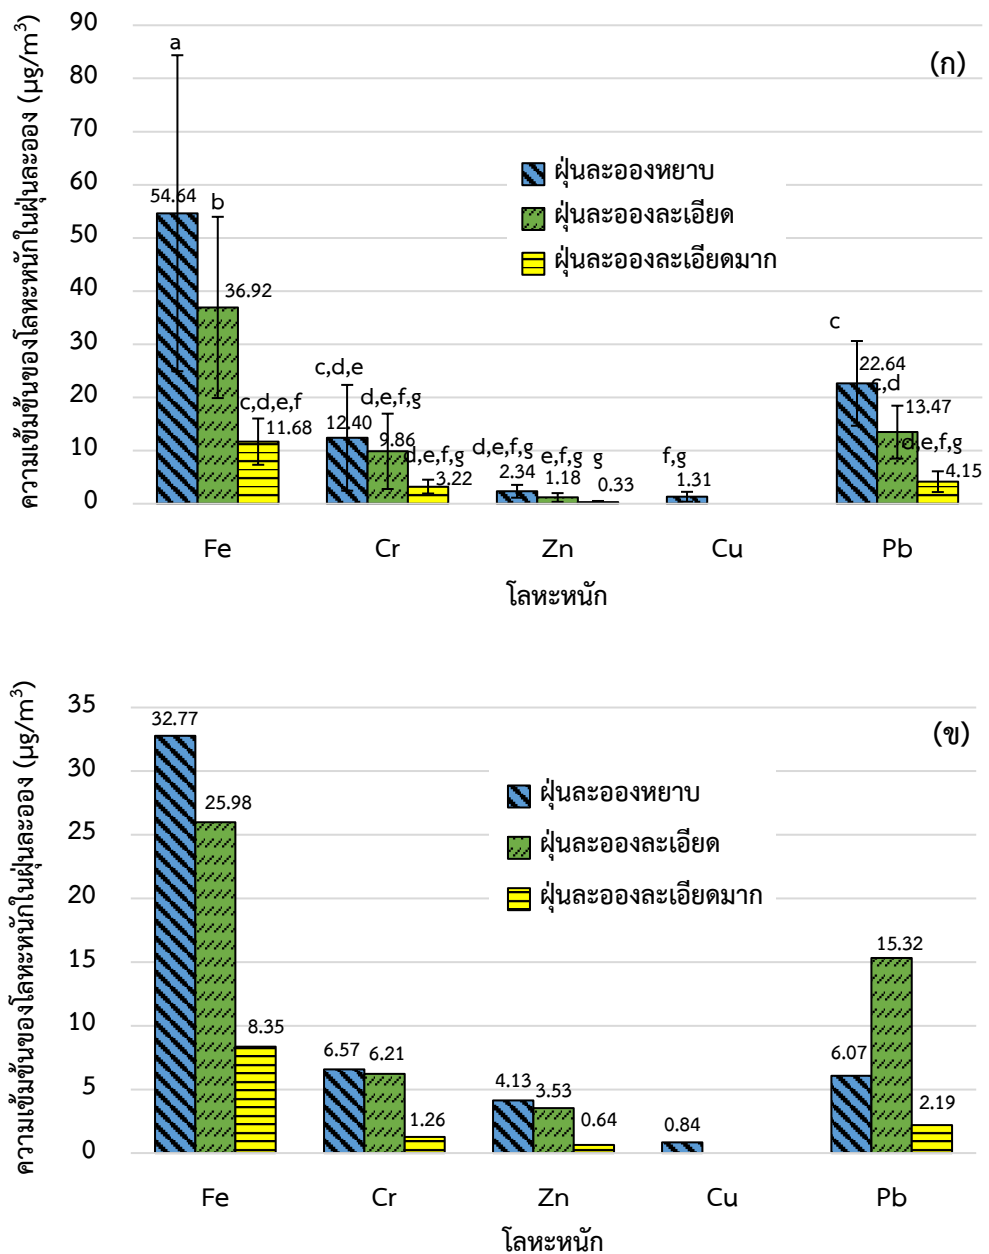 90
80
70
60
50
40
30
20
10
0
ความเข้มข้นของโลหะหนักในฝุ่นละออง (µg/m³)
(ก)
ฝุ่นละอองหยาบ
ฝุ่นละอองละเอียด
ฝุ่นละอองละเอียดมาก
a
54.64
b
36.92
c,d,e,f
11.68
c,d,e
12.40
d,e,f,g
9.86
d,e,f,g
3.22
d,e,f,g
2.34
e,f,g
1.18
g
0.33
f,g
1.31
c
22.64
c,d
13.47
d,e,f,g
4.15
Fe Cr Zn Cu Pb
โลหะหนัก
35
30
25
20
15
10
5
0
ความเข้มข้นของโลหะหนักในฝุ่นละออง (µg/m³)
(ข)
ฝุ่นละอองหยาบ
ฝุ่นละอองละเอียด
ฝุ่นละอองละเอียดมาก
32.77
25.98
8.35
6.57
6.21
1.26
4.13
3.53
0.64
0.84
6.07
15.32
2.19
Fe Cr Zn Cu Pb
โลหะหนัก